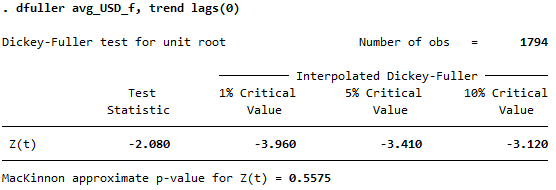 . dfuller avg_USD_f, trend lags(0)
Dickey-Fuller test for unit root Number of obs = 1794
Interpolated Dickey-Fuller
Test 1% Critical 5% Critical 10% Critical
Statistic Value Value Value
Z(t) -2.080 -3.960 -3.410 -3.120
MacKinnon approximate p-value for Z(t) = 0.5575